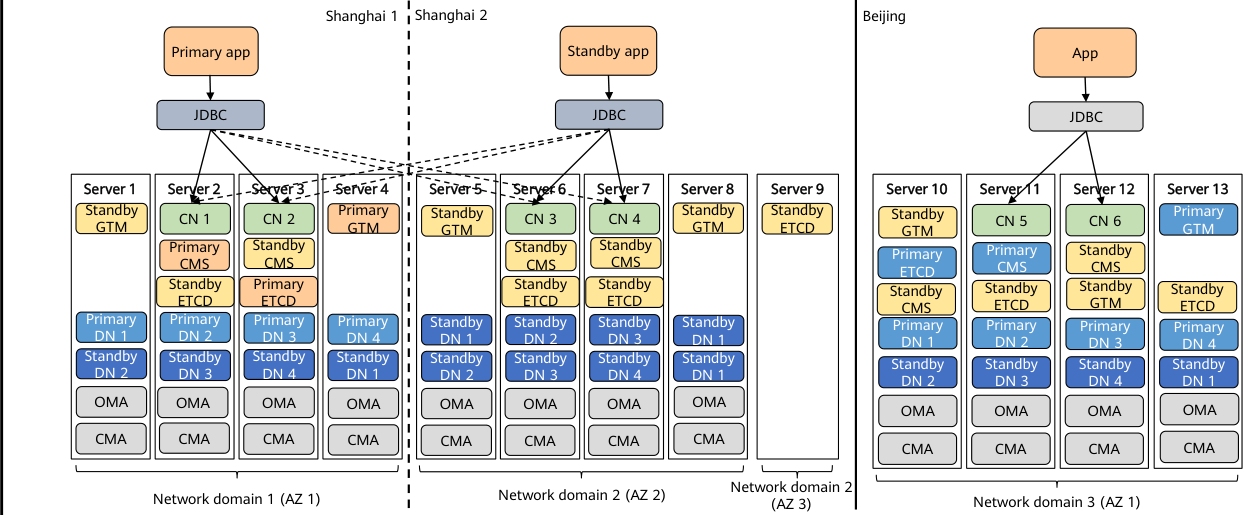 Shanghai 1
Shanghai 2
Beijing
Primary app
Standby app
App
JDBC
JDBC
JDBC
Server 1
Standby
GTM
Primary
DN 1
Standby
DN 2
OMA
CMA
Server 2
CN 1
Primary
CMS
Standby
ETCD
Primary
DN 2
Standby
DN 3
OMA
CMA
Server 3
CN 2
Standby
CMS
Primary
ETCD
Primary
DN 3
Standby
DN 4
OMA
CMA
Server 4
Primary
GTM
Primary
DN 4
Standby
DN 1
OMA
CMA
Network domain 1 (AZ 1)
Server 5
Standby
GTM
Standby
DN 1
Standby
DN 2
OMA
CMA
Server 6
CN 3
Standby
CMS
Standby
ETCD
Standby
DN 2
Standby
DN 3
OMA
CMA
Server 7
CN 4
Standby
CMS
Standby
ETCD
Standby
DN 3
Standby
DN 4
OMA
CMA
Server 8
Standby
GTM
Standby
DN 1
Standby
DN 1
OMA
CMA
Network domain 2 (AZ 2)
Server 9
Standby
ETCD
Network domain 2
(AZ 3)
Server 10
Standby
GTM
Primary
ETCD
Standby
CMS
Primary
DN 1
Standby
DN 2
OMA
CMA
Server 11
CN 5
Primary
CMS
Standby
ETCD
Primary
DN 2
Standby
DN 3
OMA
CMA
Server 12
CN 6
Standby
CMS
Standby
GTM
Primary
DN 3
Standby
DN 4
OMA
CMA
Server 13
Primary
GTM
Standby
ETCD
Primary
DN 4
Standby
DN 1
OMA
CMA
Network domain 3 (AZ 1)